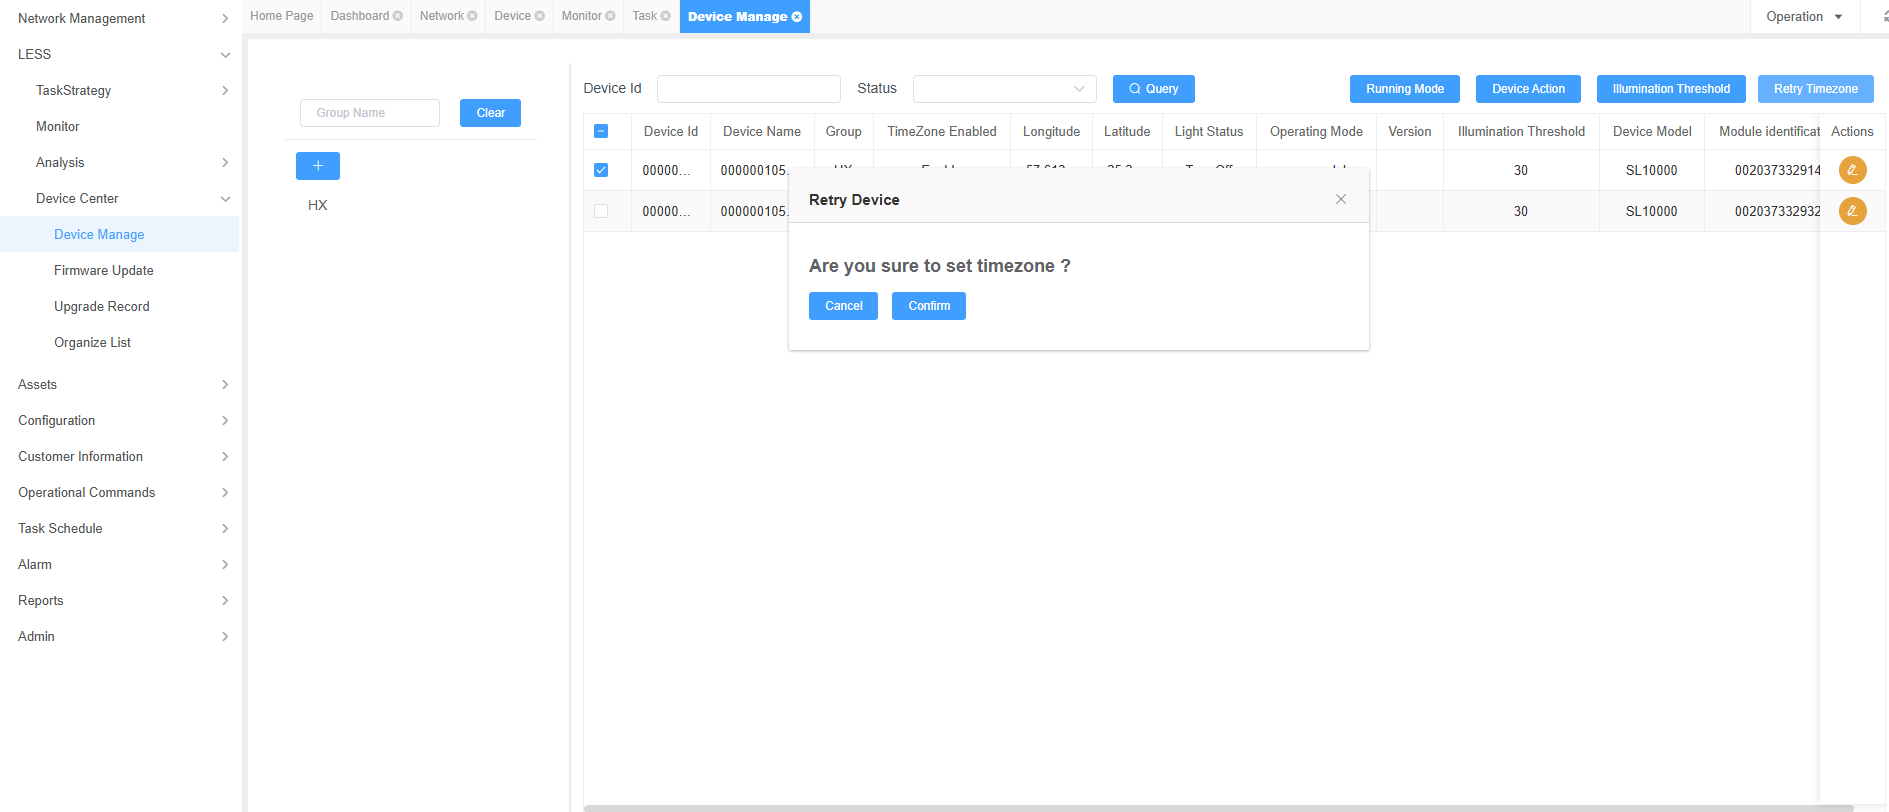 Network Management
LESS
TaskStrategy
Monitor
Analysis
Device Center
Device Manage
Firmware Update
Upgrade Record
Organize List
Assets
Configuration
Customer Information
Operational Commands
Task Schedule
Alarm
Reports
Admin
Home Page Dashboard Network Device Monitor Task Device Manage Operation
Group Name Clear
+
HX
Device Id Status Query Running Mode Device Action Illumination Threshold Retry Timezone
Device Id Device Name Group TimeZone Enabled Longitude Latitude Light Status Operating Mode Version Illumination Threshold Device Model Module identificat Actions
00000... 000000105. 30 SL10000 002037332914
00000... 000000105. 30 SL10000 002037332932
Retry Device
Are you sure to set timezone ?
Cancel Confirm